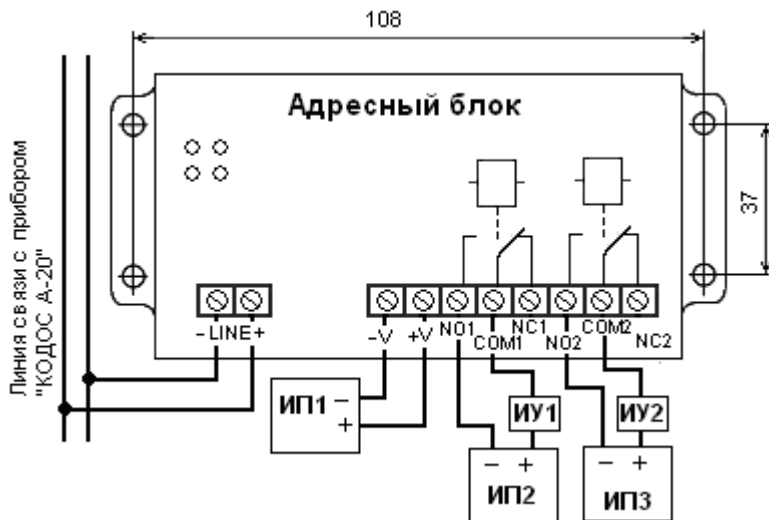 108
Адресный блок
37
Линия связи с прибором
"КОДОС А-20"
- LINE +
-V
+V
NO1
COM1
NC1
NO2
COM2
NC2
ИП1
-
+
ИУ1
ИУ2
- +
ИП2
- +
ИП3